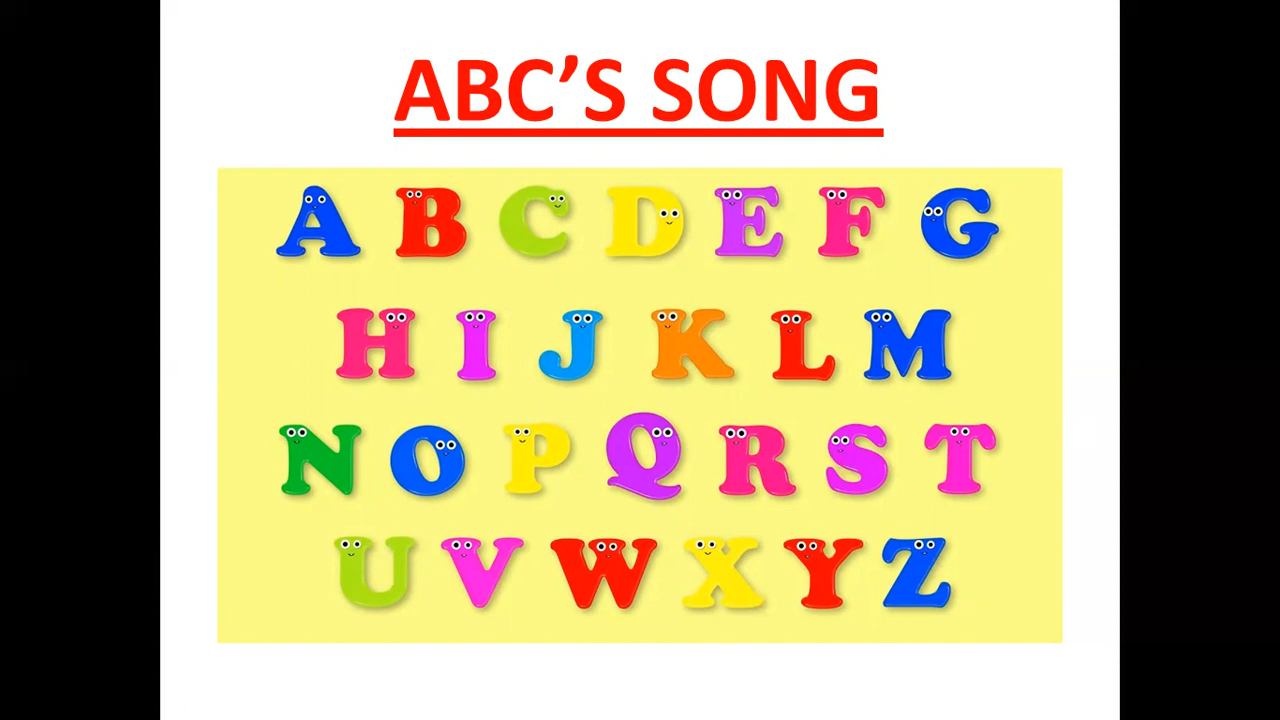 ABC’S SONG
A B C D E F G
H I J K L M
N O P Q R S T
U V W X Y Z